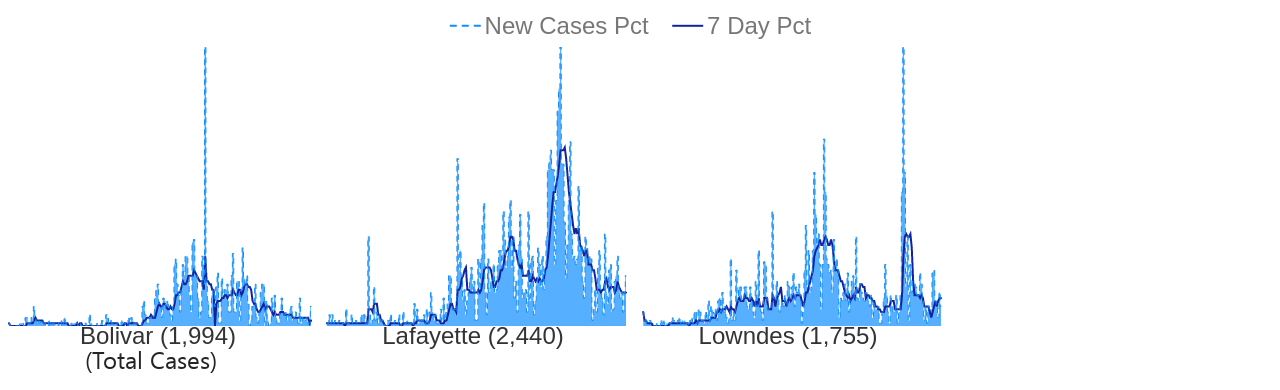 New Cases Pct 7 Day Pct
Bolivar (1,994) Lafayette (2,440) Lowndes (1,755)
(Total Cases)